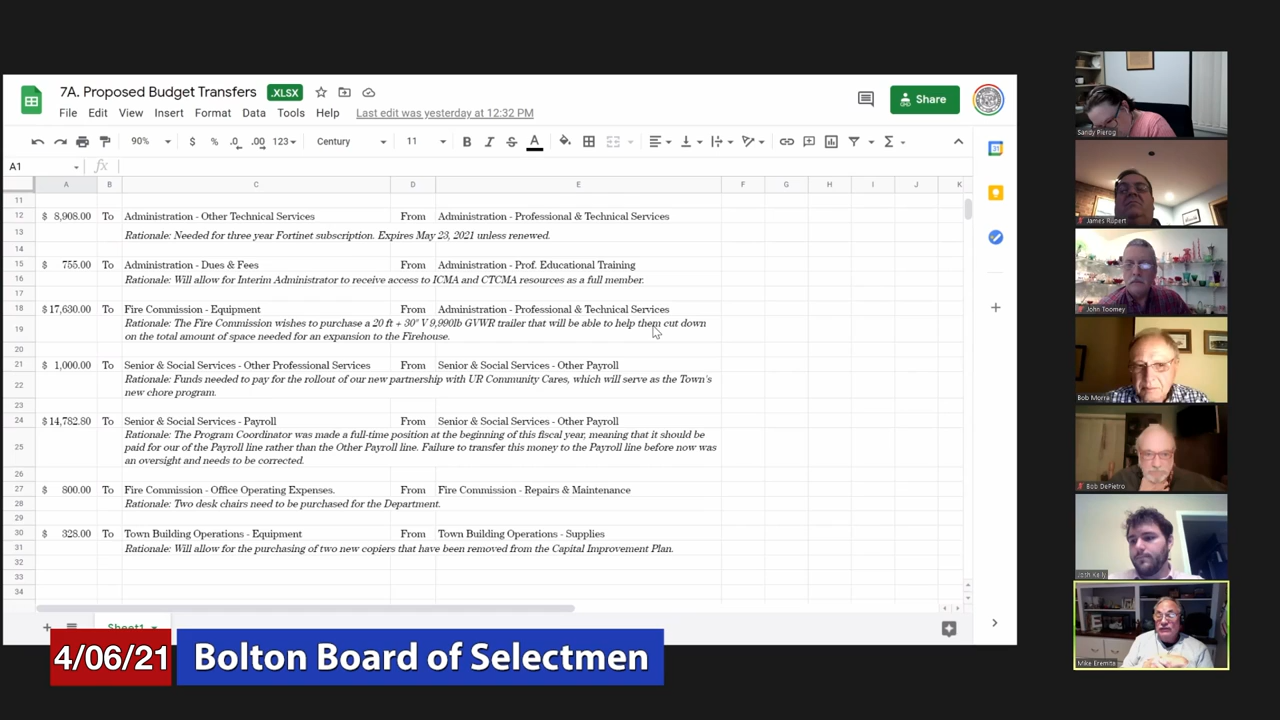 7A. Proposed Budget Transfers .XLSX
Share
File Edit View Insert Format Data Tools Help Last edit was yesterday at 12:32 PM
90% $ % .0 .00 123 Century 11 B I S A
A1 fx
A B C D E F G H I J K
11
12 $ 8,908.00 To Administration - Other Technical Services From Administration - Professional & Technical Services
13 Rationale: Needed for three year Fortinet subscription. Expires May 23, 2021 unless renewed.
14
15 $ 755.00 To Administration - Dues & Fees From Administration - Prof. Educational Training
16 Rationale: Will allow for Interim Administrator to receive access to ICMA and CTCMA resources as a full member.
17
18 $ 17,630.00 To Fire Commission - Equipment From Administration - Professional & Technical Services
19 Rationale: The Fire Commission wishes to purchase a 20 ft + 30" V 9,990lb GVWR trailer that will be able to help them cut down
on the total amount of space needed for an expansion to the Firehouse.
20
21 $ 1,000.00 To Senior & Social Services - Other Professional Services From Senior & Social Services - Other Payroll
22 Rationale: Funds needed to pay for the rollout of our new partnership with UR Community Cares, which will serve as the Town's
new chore program.
23
24 $ 14,782.80 To Senior & Social Services - Payroll From Senior & Social Services - Other Payroll
Rationale: The Program Coordinator was made a full-time position at the beginning of this fiscal year, meaning that it should be
25 paid for our of the Payroll line rather than the Other Payroll line. Failure to transfer this money to the Payroll line before now was
an oversight and needs to be corrected.
26
27 $ 800.00 To Fire Commission - Office Operating Expenses. From Fire Commission - Repairs & Maintenance
28 Rationale: Two desk chairs need to be purchased for the Department.
29
30 $ 328.00 To Town Building Operations - Equipment From Town Building Operations - Supplies
31 Rationale: Will allow for the purchasing of two new copiers that have been removed from the Capital Improvement Plan.
32
33
34
Sheet1
4/06/21 Bolton Board of Selectmen
Sandy Pierog
James Rupert
John Toomey
Bob Morra
Bob DePietro
Josh Kelly
Mike Eremita